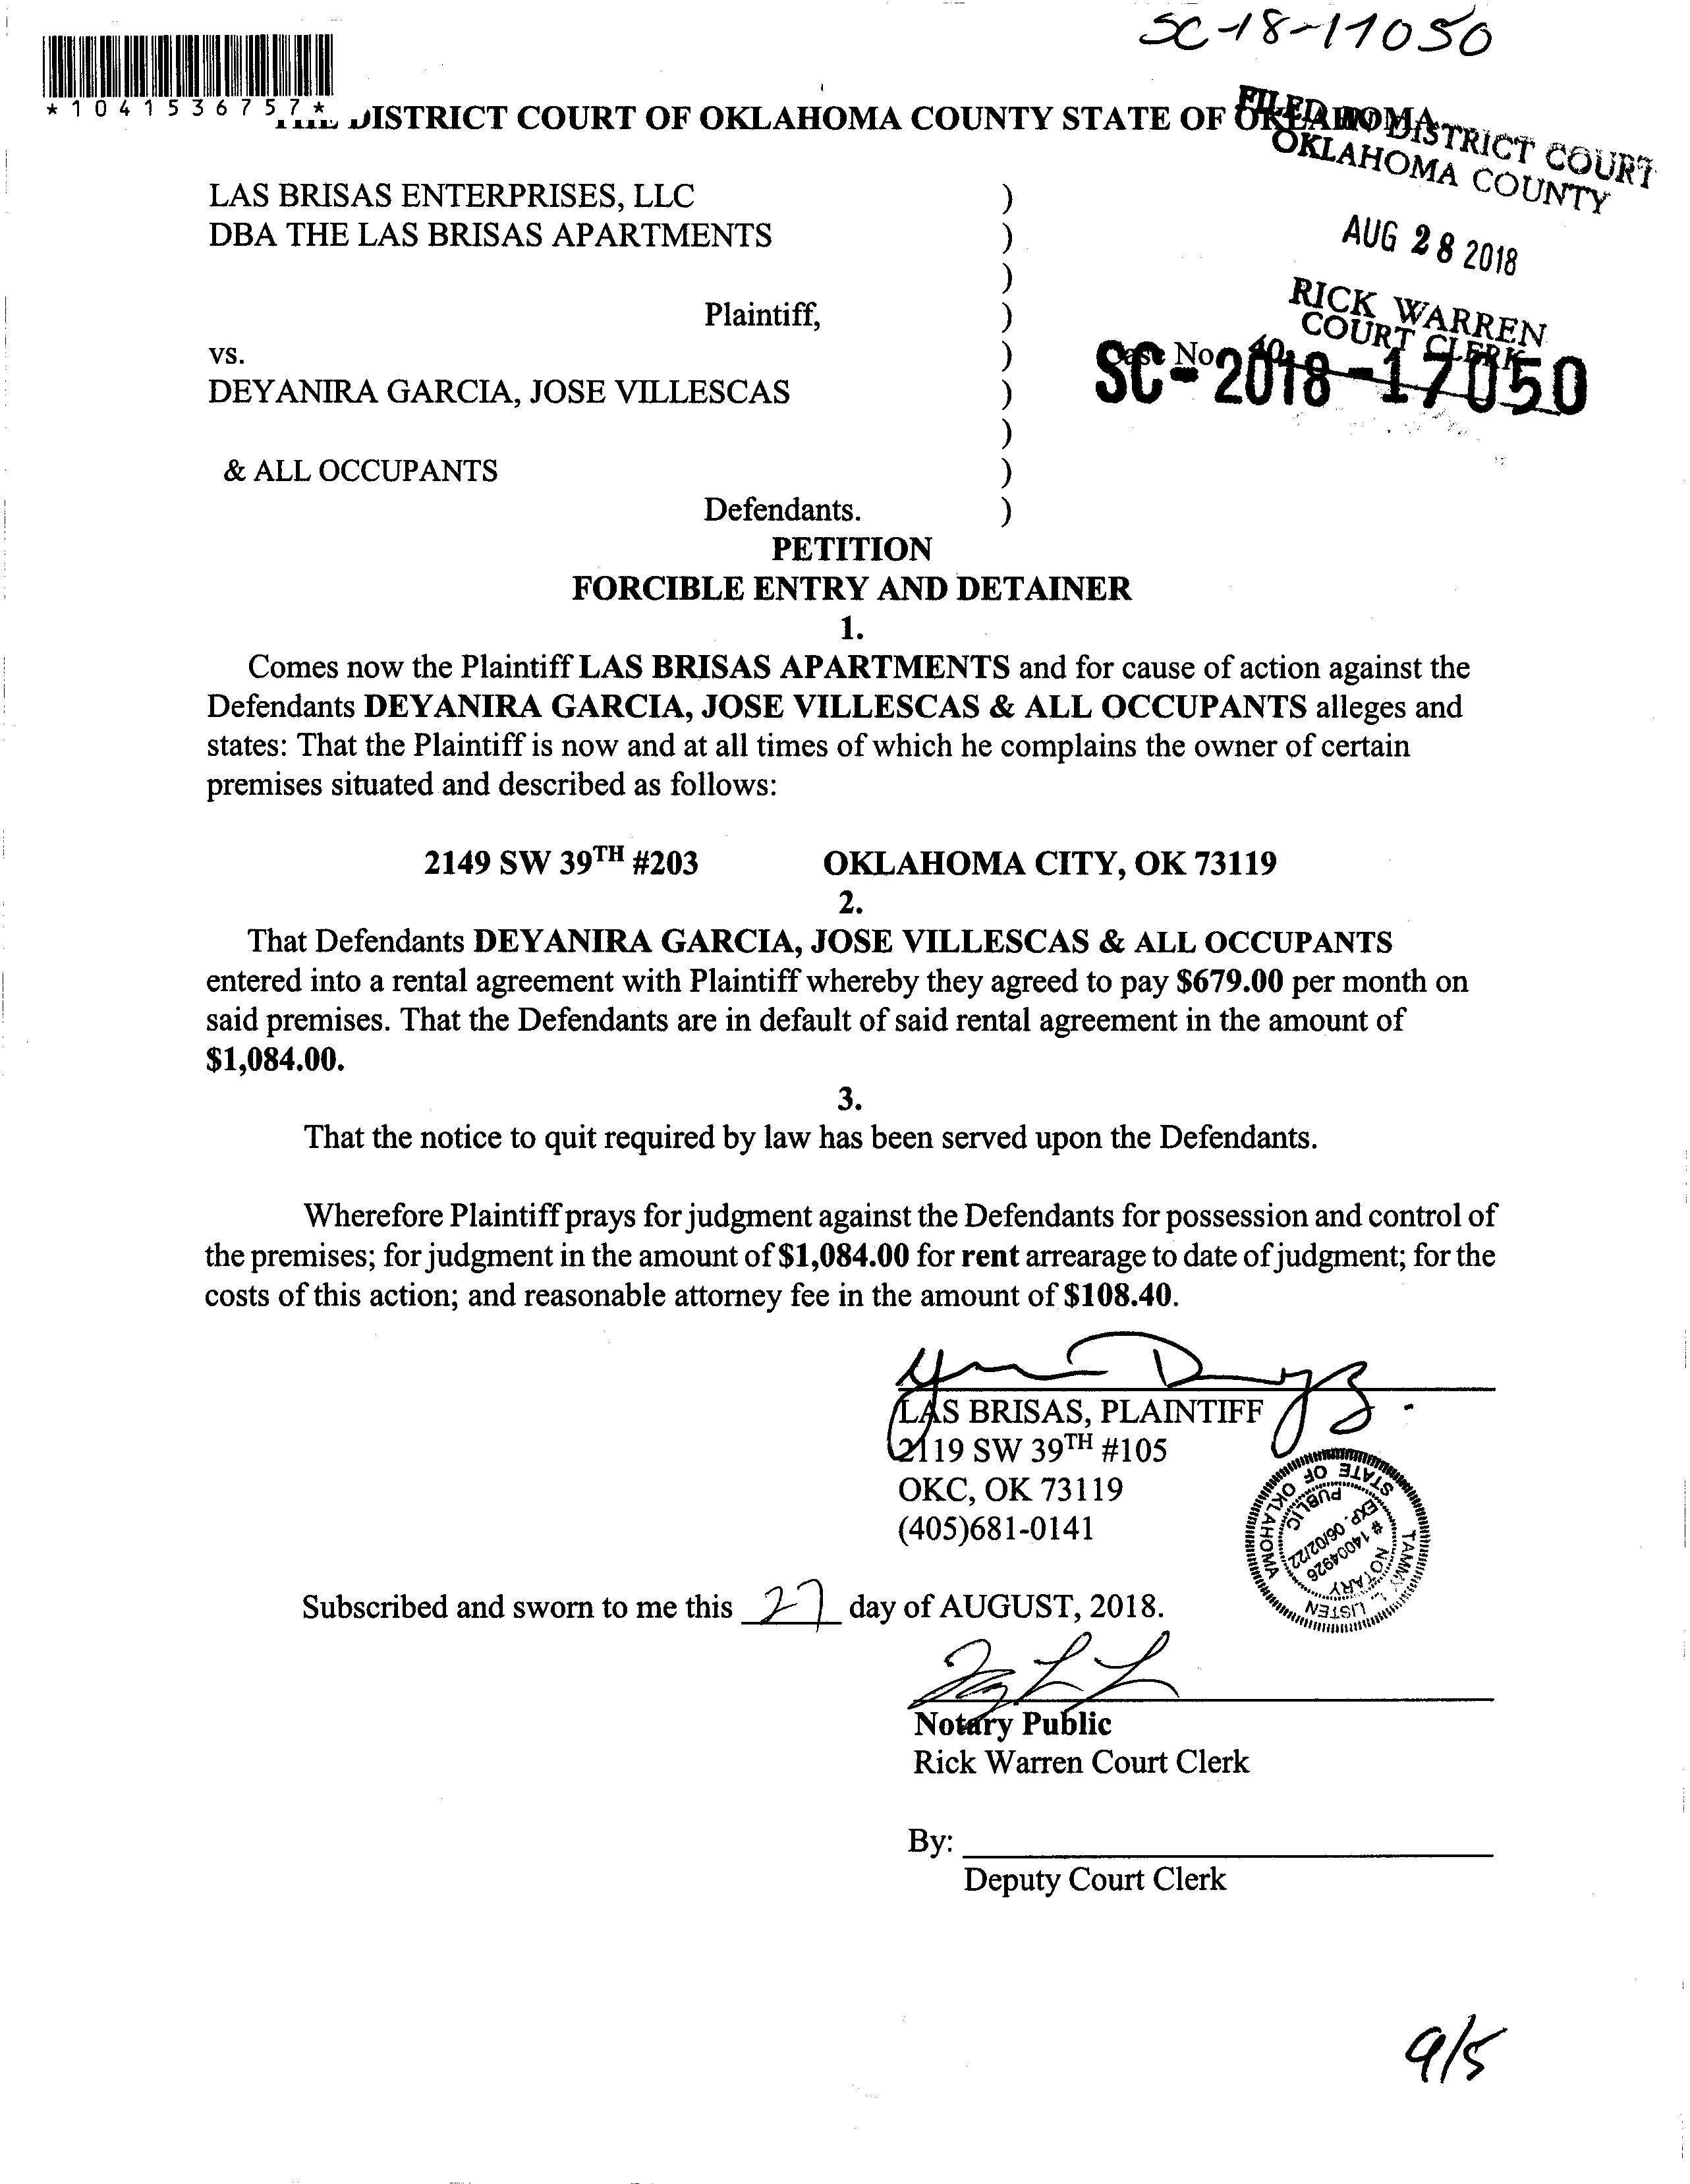 SC-18-17050
*1041536757*
THE DISTRICT COURT OF OKLAHOMA COUNTY STATE OF OKLAHOMA
FILED IN DISTRICT COURT
OKLAHOMA COUNTY
LAS BRISAS ENTERPRISES, LLC )
DBA THE LAS BRISAS APARTMENTS )
AUG 28 2018
)
Plaintiff, )
RICK WARREN
COURT CLERK
vs. ) Case No.
40
SC-2018-17050
DEYANIRA GARCIA, JOSE VILLESCAS )
)
& ALL OCCUPANTS )
Defendants. )
PETITION
FORCIBLE ENTRY AND DETAINER
1.
Comes now the Plaintiff LAS BRISAS APARTMENTS and for cause of action against the
Defendants DEYANIRA GARCIA, JOSE VILLESCAS & ALL OCCUPANTS alleges and
states: That the Plaintiff is now and at all times of which he complains the owner of certain
premises situated and described as follows:
2149 SW 39TH #203 OKLAHOMA CITY, OK 73119
2.
That Defendants DEYANIRA GARCIA, JOSE VILLESCAS & ALL OCCUPANTS
entered into a rental agreement with Plaintiff whereby they agreed to pay $679.00 per month on
said premises. That the Defendants are in default of said rental agreement in the amount of
$1,084.00.
3.
That the notice to quit required by law has been served upon the Defendants.
Wherefore Plaintiff prays for judgment against the Defendants for possession and control of
the premises; for judgment in the amount of $1,084.00 for rent arrearage to date of judgment; for the
costs of this action; and reasonable attorney fee in the amount of $108.40.
LAS BRISAS, PLAINTIFF
2119 SW 39TH #105
OKC, OK 73119
(405)681-0141
TAMMY L. LISTEN
STATE OF OKLAHOMA
NOTARY PUBLIC
# 14004926
EXP. 06/02/22
Subscribed and sworn to me this 27 day of AUGUST, 2018.
Notary Public
Rick Warren Court Clerk
By:
Deputy Court Clerk
9/5